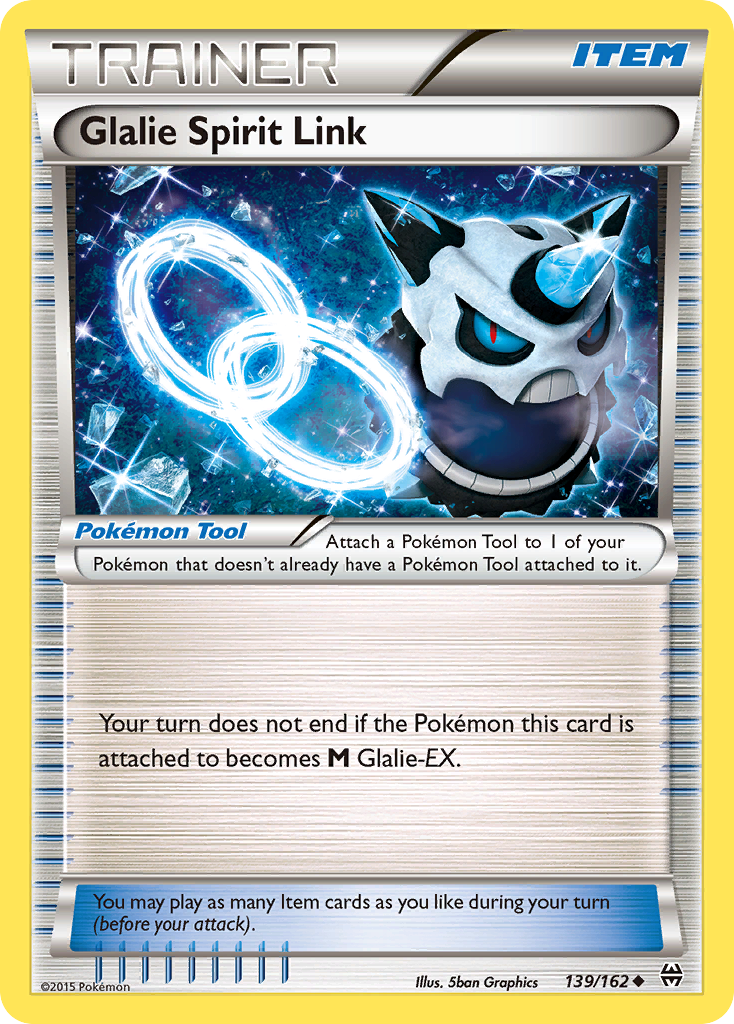 TRAINER
ITEM
Glalie Spirit Link
Pokémon Tool
Attach a Pokémon Tool to 1 of your
Pokémon that doesn't already have a Pokémon Tool attached to it.
Your turn does not end if the Pokémon this card is
attached to becomes M Glalie-EX.
You may play as many Item cards as you like during your turn
(before your attack).
©2015 Pokémon
Illus. 5ban Graphics
139/162